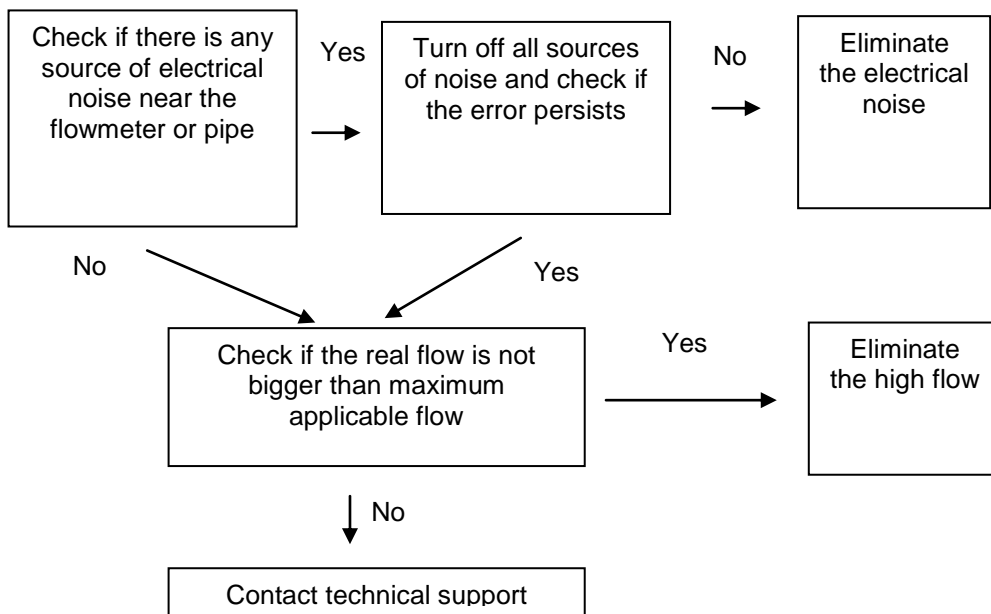 Check if there is any
source of electrical
noise near the
flowmeter or pipe
Yes
Turn off all sources
of noise and check if
the error persists
No
Eliminate
the electrical
noise
No
Yes
Check if the real flow is not
bigger than maximum
applicable flow
Yes
Eliminate
the high flow
No
Contact technical support